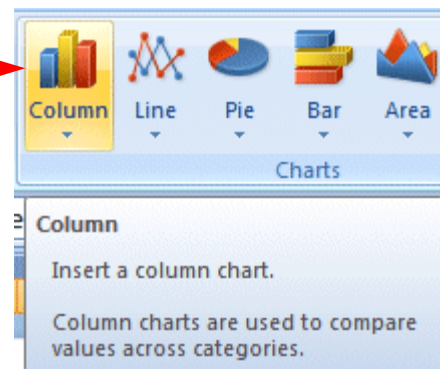 Column Line Pie Bar Area
Charts
e
Column
Insert a column chart.
Column charts are used to compare
values across categories.